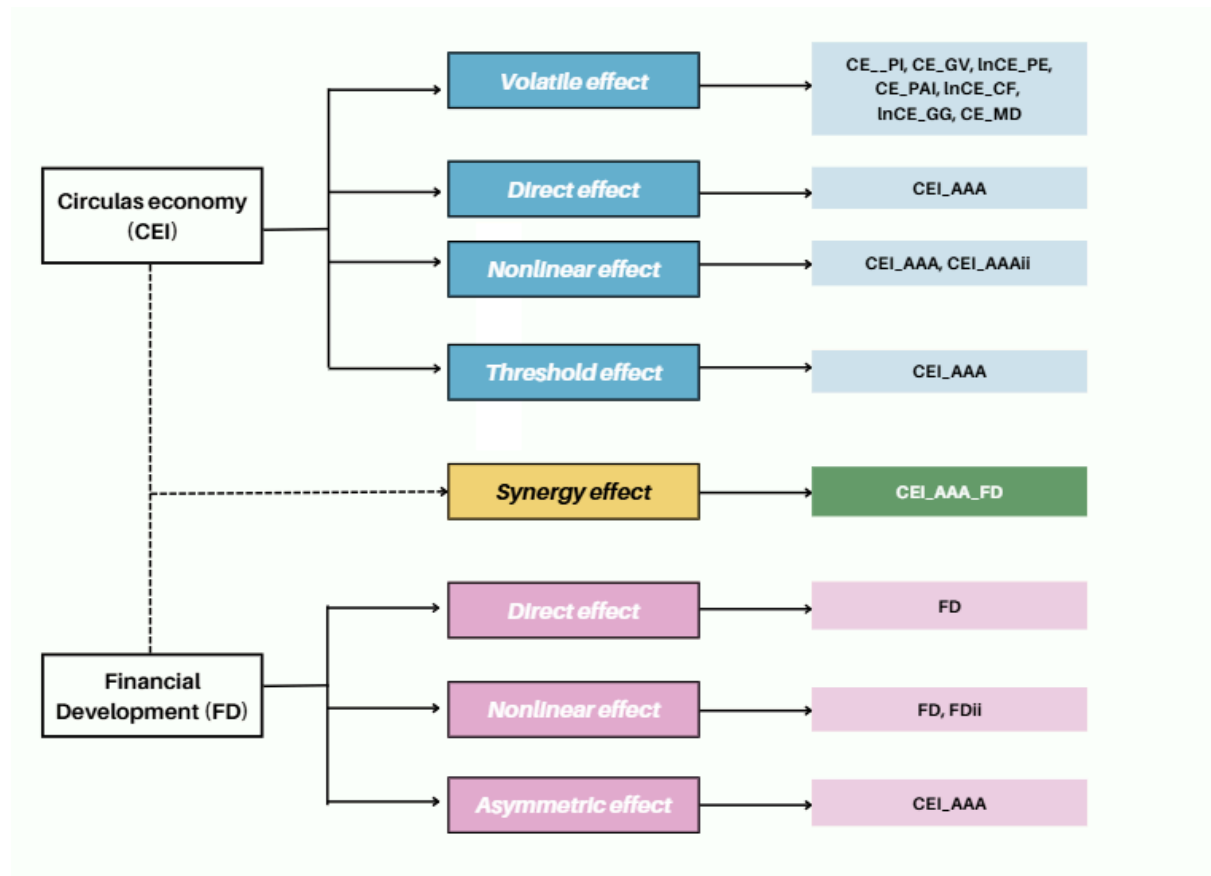 Circulas economy
(CEI)
Volatile effect
CE__PI, CE_GV, lnCE_PE,
CE_PAI, lnCE_CF,
lnCE_GG, CE_MD
Direct effect
CEI_AAA
Nonlinear effect
CEI_AAA, CEI_AAAii
Threshold effect
CEI_AAA
Synergy effect
CEI_AAA_FD
Financial
Development (FD)
Direct effect
FD
Nonlinear effect
FD, FDii
Asymmetric effect
CEI_AAA